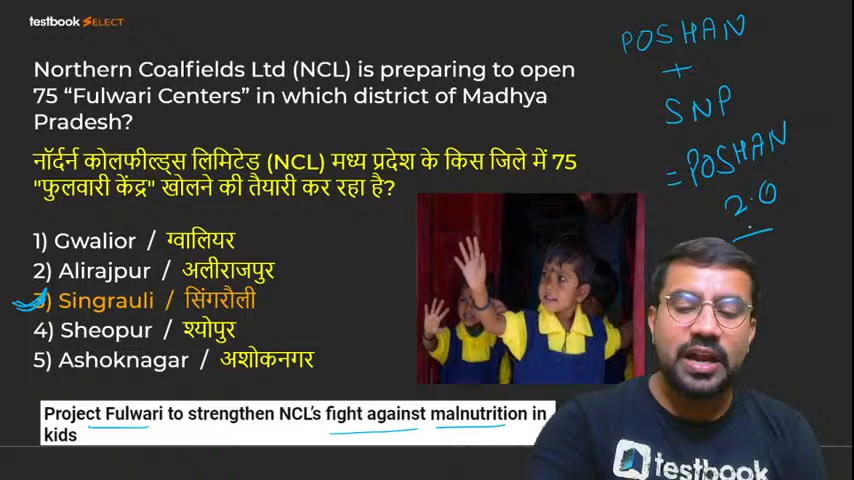 testbook SELECT
Northern Coalfields Ltd (NCL) is preparing to open
75 “Fulwari Centers” in which district of Madhya
Pradesh?
नॉर्दर्न कोलफील्ड्स लिमिटेड (NCL) मध्य प्रदेश के किस जिले में 75
"फुलवारी केंद्र" खोलने की तैयारी कर रहा है?
1) Gwalior / ग्वालियर
2) Alirajpur / अलीराजपुर
3) Singrauli / सिंगरौली
4) Sheopur / श्योपुर
5) Ashoknagar / अशोकनगर
Project Fulwari to strengthen NCL's fight against malnutrition in
kids
POSHAN
+
SNP
= POSHAN
2.0
testbook